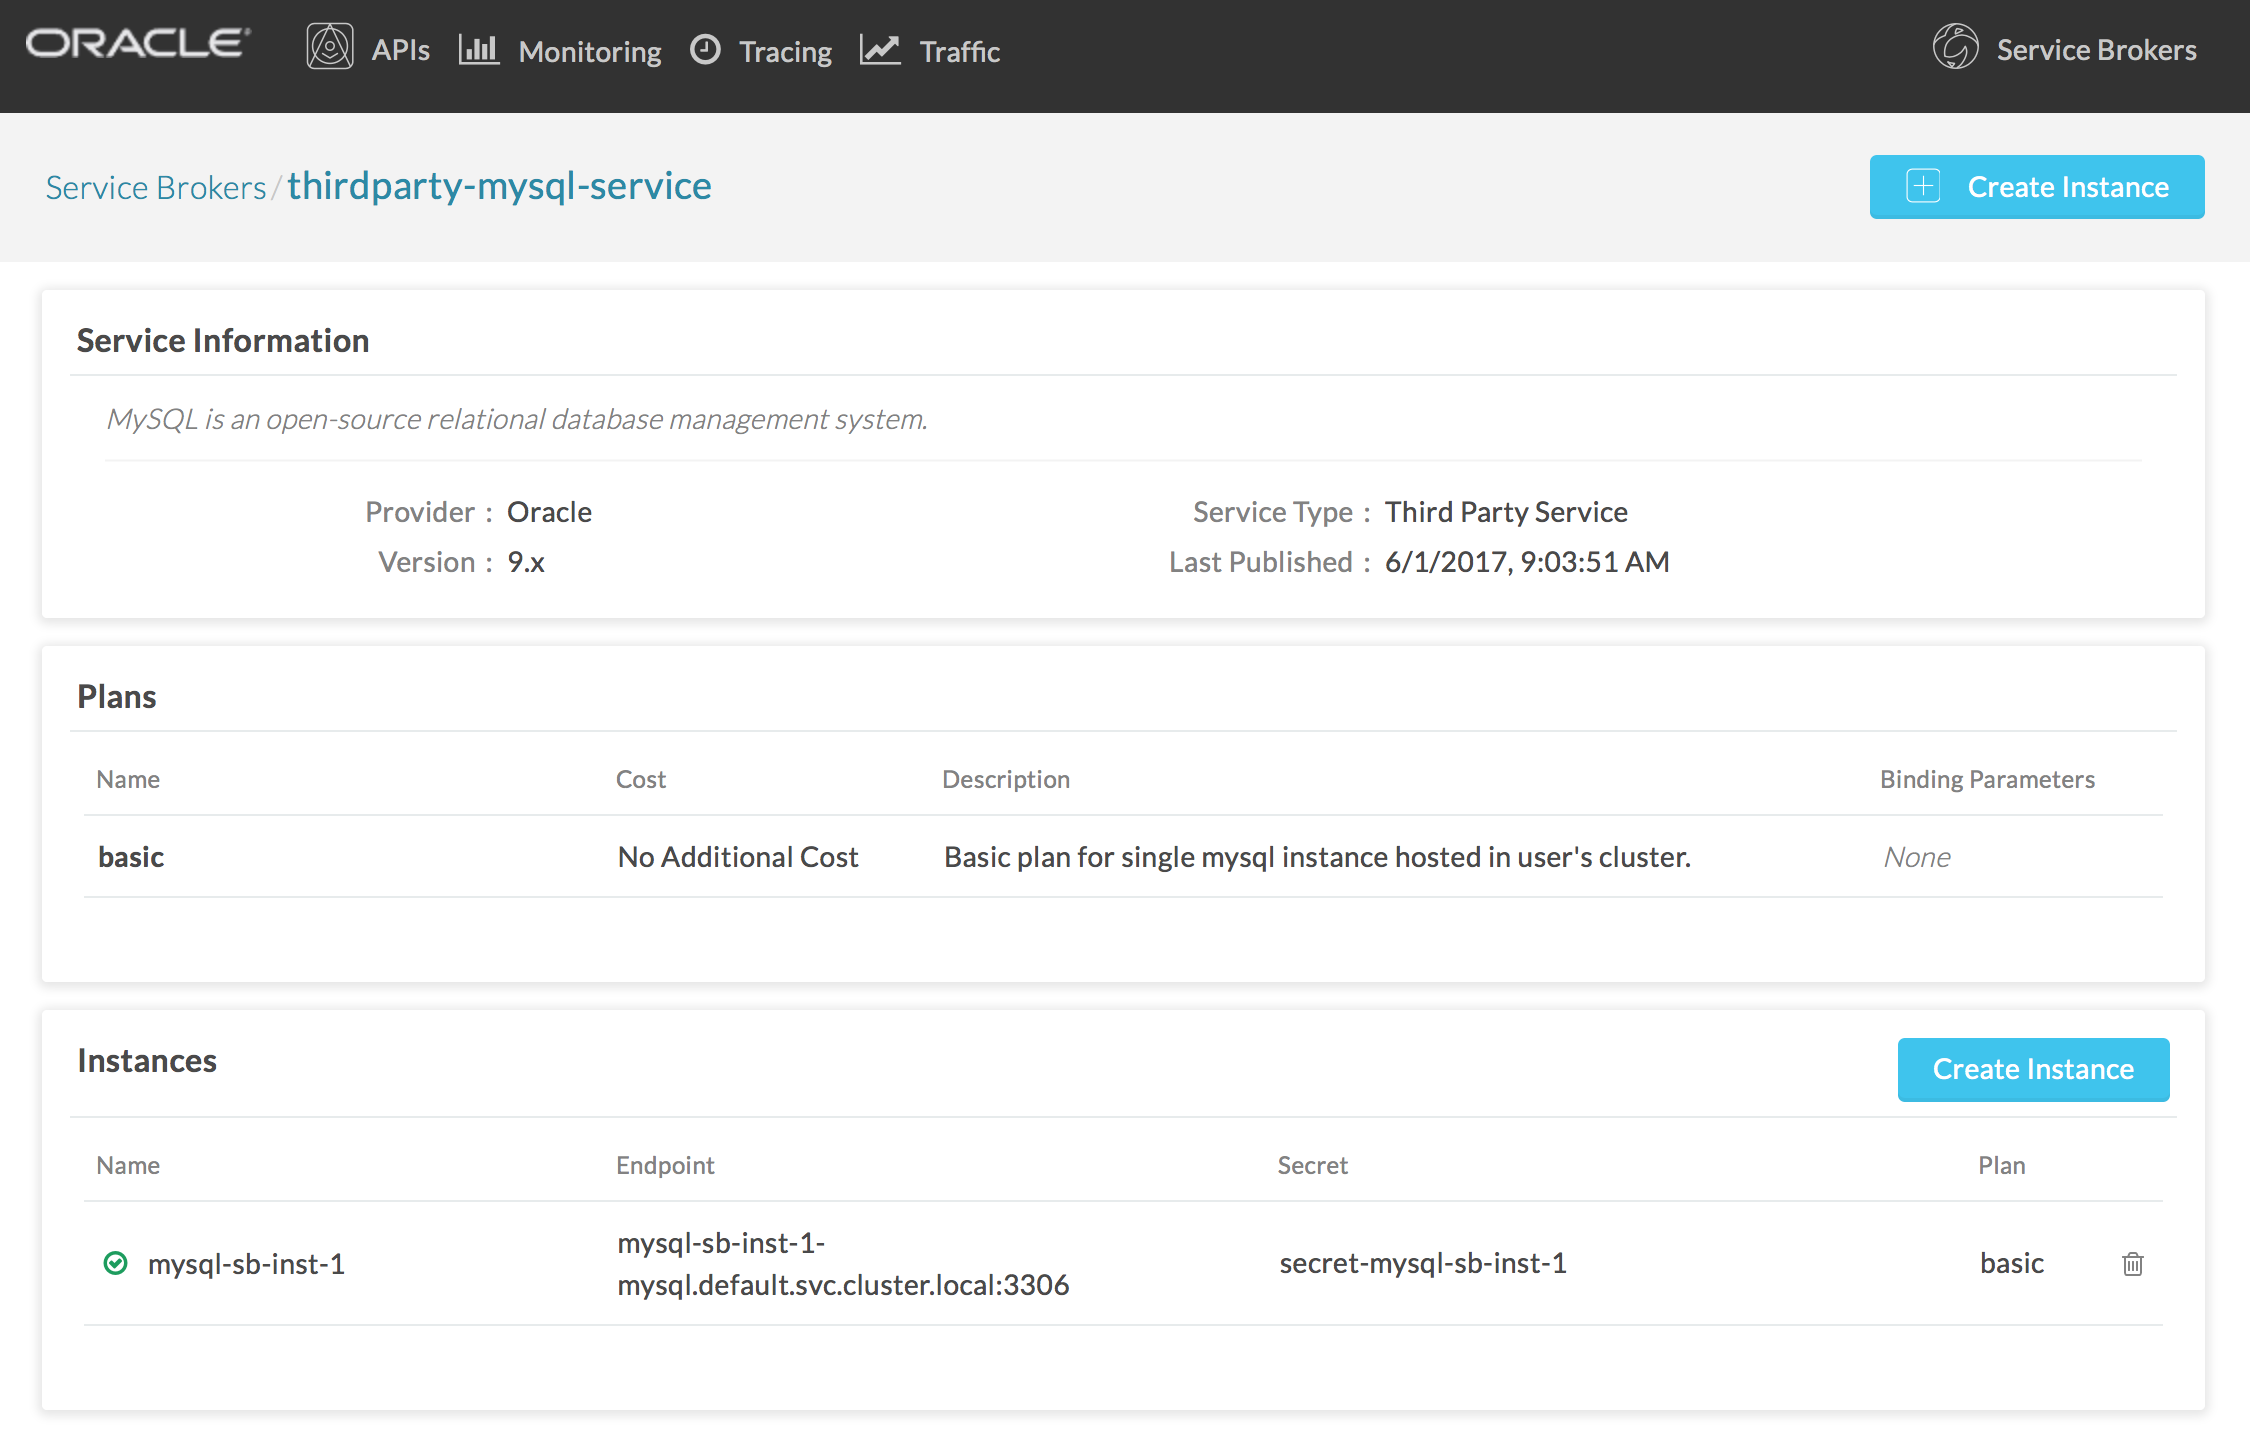 ORACLE
APIs Monitoring Tracing Traffic Service Brokers
Service Brokers / thirdparty-mysql-service Create Instance
Service Information
MySQL is an open-source relational database management system.
Provider : Oracle Service Type : Third Party Service
Version : 9.x Last Published : 6/1/2017, 9:03:51 AM
Plans
Name Cost Description Binding Parameters
basic No Additional Cost Basic plan for single mysql instance hosted in user's cluster. None
Instances Create Instance
Name Endpoint Secret Plan
mysql-sb-inst-1 mysql-sb-inst-1-
mysql.default.svc.cluster.local:3306 secret-mysql-sb-inst-1 basic